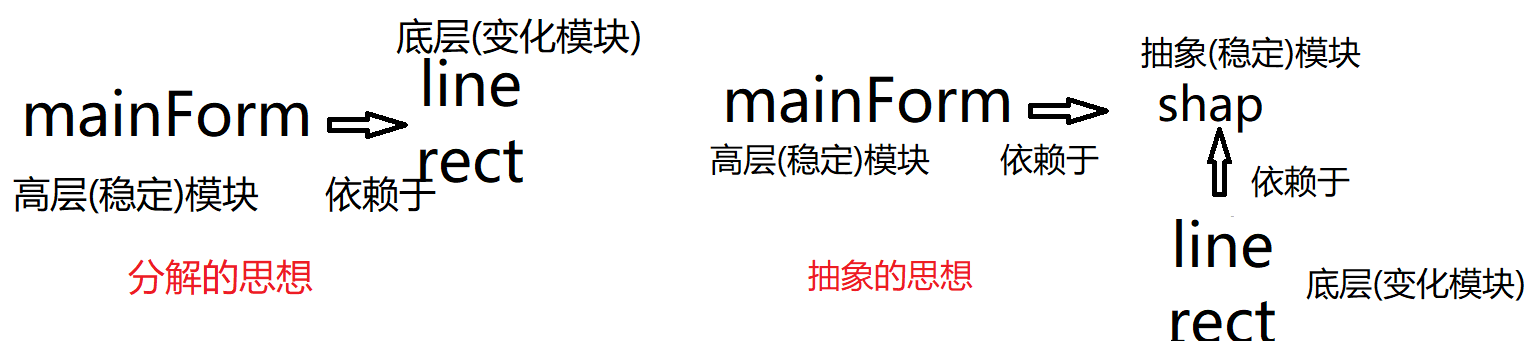 底层(变化模块)
line
mainForm
rect
高层(稳定)模块
依赖于
分解的思想
抽象(稳定)模块
mainForm
shap
高层(稳定)模块
依赖于
依赖于
line
rect
底层(变化模块)
抽象的思想